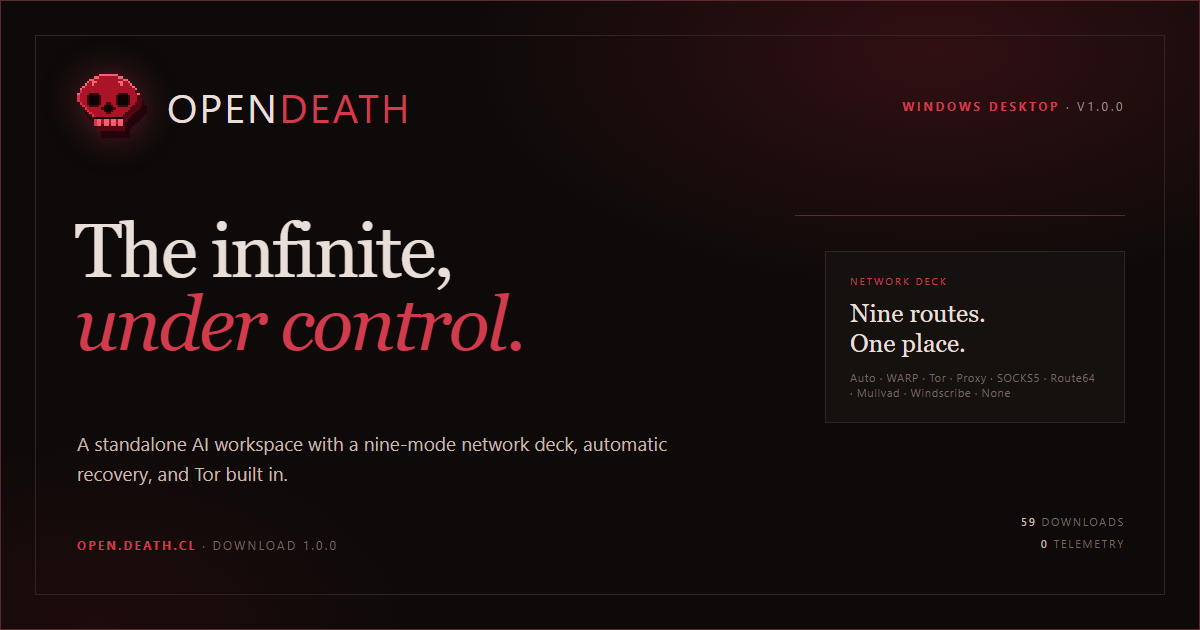 OPENDEATH
WINDOWS DESKTOP · V1.0.0
The infinite,
under control.
NETWORK DECK
Nine routes.
One place.
Auto · WARP · Tor · Proxy · SOCKS5 · Route64
· Mullvad · Windscribe · None
A standalone AI workspace with a nine-mode network deck, automatic
recovery, and Tor built in.
59 DOWNLOADS
0 TELEMETRY
OPEN.DEATH.CL · DOWNLOAD 1.0.0